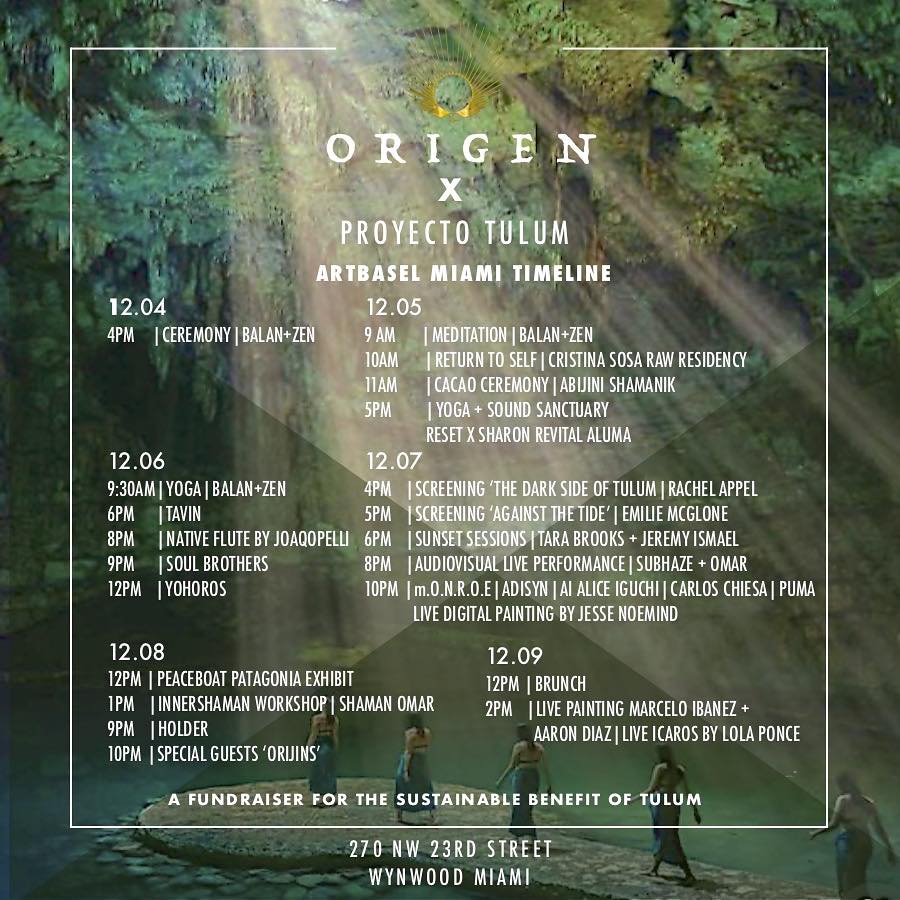 ORIGEN
X
PROYECTO TULUM
ARTBASEL MIAMI TIMELINE
12.04
4PM | CEREMONY | BALAN+ZEN
12.05
9 AM | MEDITATION | BALAN+ZEN
10AM | RETURN TO SELF | CRISTINA SOSA RAW RESIDENCY
11AM | CACAO CEREMONY | ABIJINI SHAMANIK
5PM | YOGA + SOUND SANCTUARY
RESET X SHARON REVITAL ALUMA
12.06
9:30AM | YOGA | BALAN+ZEN
6PM | TAVIN
8PM | NATIVE FLUTE BY JOAQOPELLI
9PM | SOUL BROTHERS
12PM | YOHOROS
12.07
4PM | SCREENING ‘THE DARK SIDE OF TULUM | RACHEL APPEL
5PM | SCREENING ‘AGAINST THE TIDE’ | EMILIE MCGLONE
6PM | SUNSET SESSIONS | TARA BROOKS + JEREMY ISMAEL
8PM | AUDIOVISUAL LIVE PERFORMANCE | SUBHAZE + OMAR
10PM | m.O.N.R.O.E | ADISYN | AI ALICE IGUCHI | CARLOS CHIESA | PUMA
LIVE DIGITAL PAINTING BY JESSE NOEMIND
12.08
12PM | PEACEBOAT PATAGONIA EXHIBIT
1PM | INNERSHAMAN WORKSHOP | SHAMAN OMAR
9PM | HOLDER
10PM | SPECIAL GUESTS ‘ORIJINS’
12.09
12PM | BRUNCH
2PM | LIVE PAINTING MARCELO IBANEZ +
AARON DIAZ | LIVE ICAROS BY LOLA PONCE
A FUNDRAISER FOR THE SUSTAINABLE BENEFIT OF TULUM
270 NW 23RD STREET
WYNWOOD MIAMI